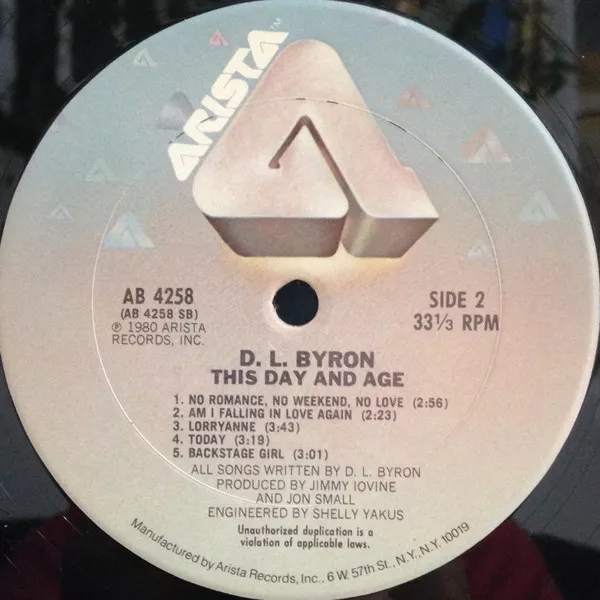 ARISTA™
AB 4258
(AB 4258 SB)
℗ 1980 ARISTA
RECORDS, INC.
SIDE 2
33⅓ RPM
D. L. BYRON
THIS DAY AND AGE
1. NO ROMANCE, NO WEEKEND, NO LOVE (2:56)
2. AM I FALLING IN LOVE AGAIN (2:23)
3. LORRYANNE (3:43)
4. TODAY (3:19)
5. BACKSTAGE GIRL (3:01)
ALL SONGS WRITTEN BY D. L. BYRON
PRODUCED BY JIMMY IOVINE
AND JON SMALL
ENGINEERED BY SHELLY YAKUS
Unauthorized duplication is a
violation of applicable laws.
Manufactured by Arista Records, Inc., 6 W. 57th St., N.Y., N.Y. 10019